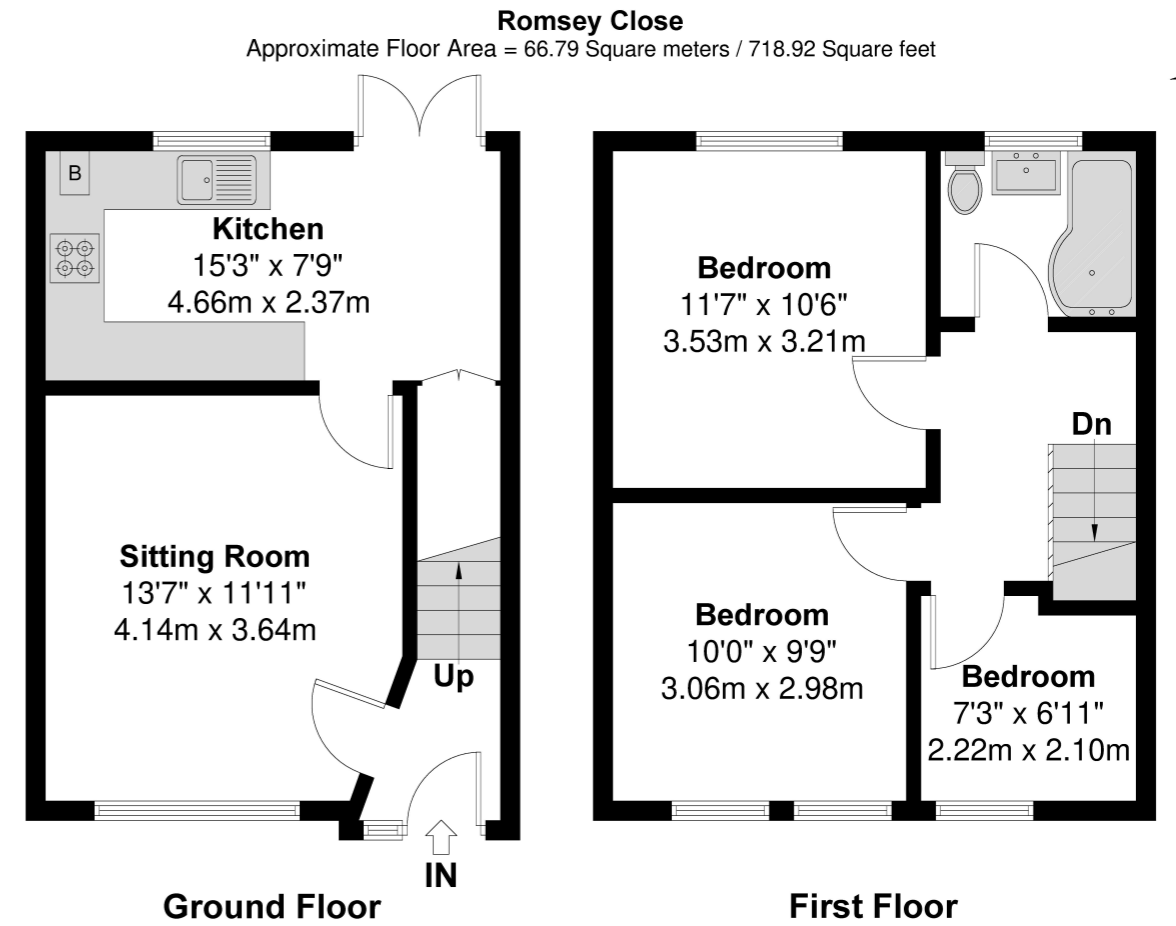 Romsey Close
Approximate Floor Area = 66.79 Square meters / 718.92 Square feet
B
Kitchen
15'3" x 7'9"
4.66m x 2.37m
Sitting Room
13'7" x 11'11"
4.14m x 3.64m
Up
IN
Ground Floor
Bedroom
11'7" x 10'6"
3.53m x 3.21m
Dn
Bedroom
10'0" x 9'9"
3.06m x 2.98m
Bedroom
7'3" x 6'11"
2.22m x 2.10m
First Floor